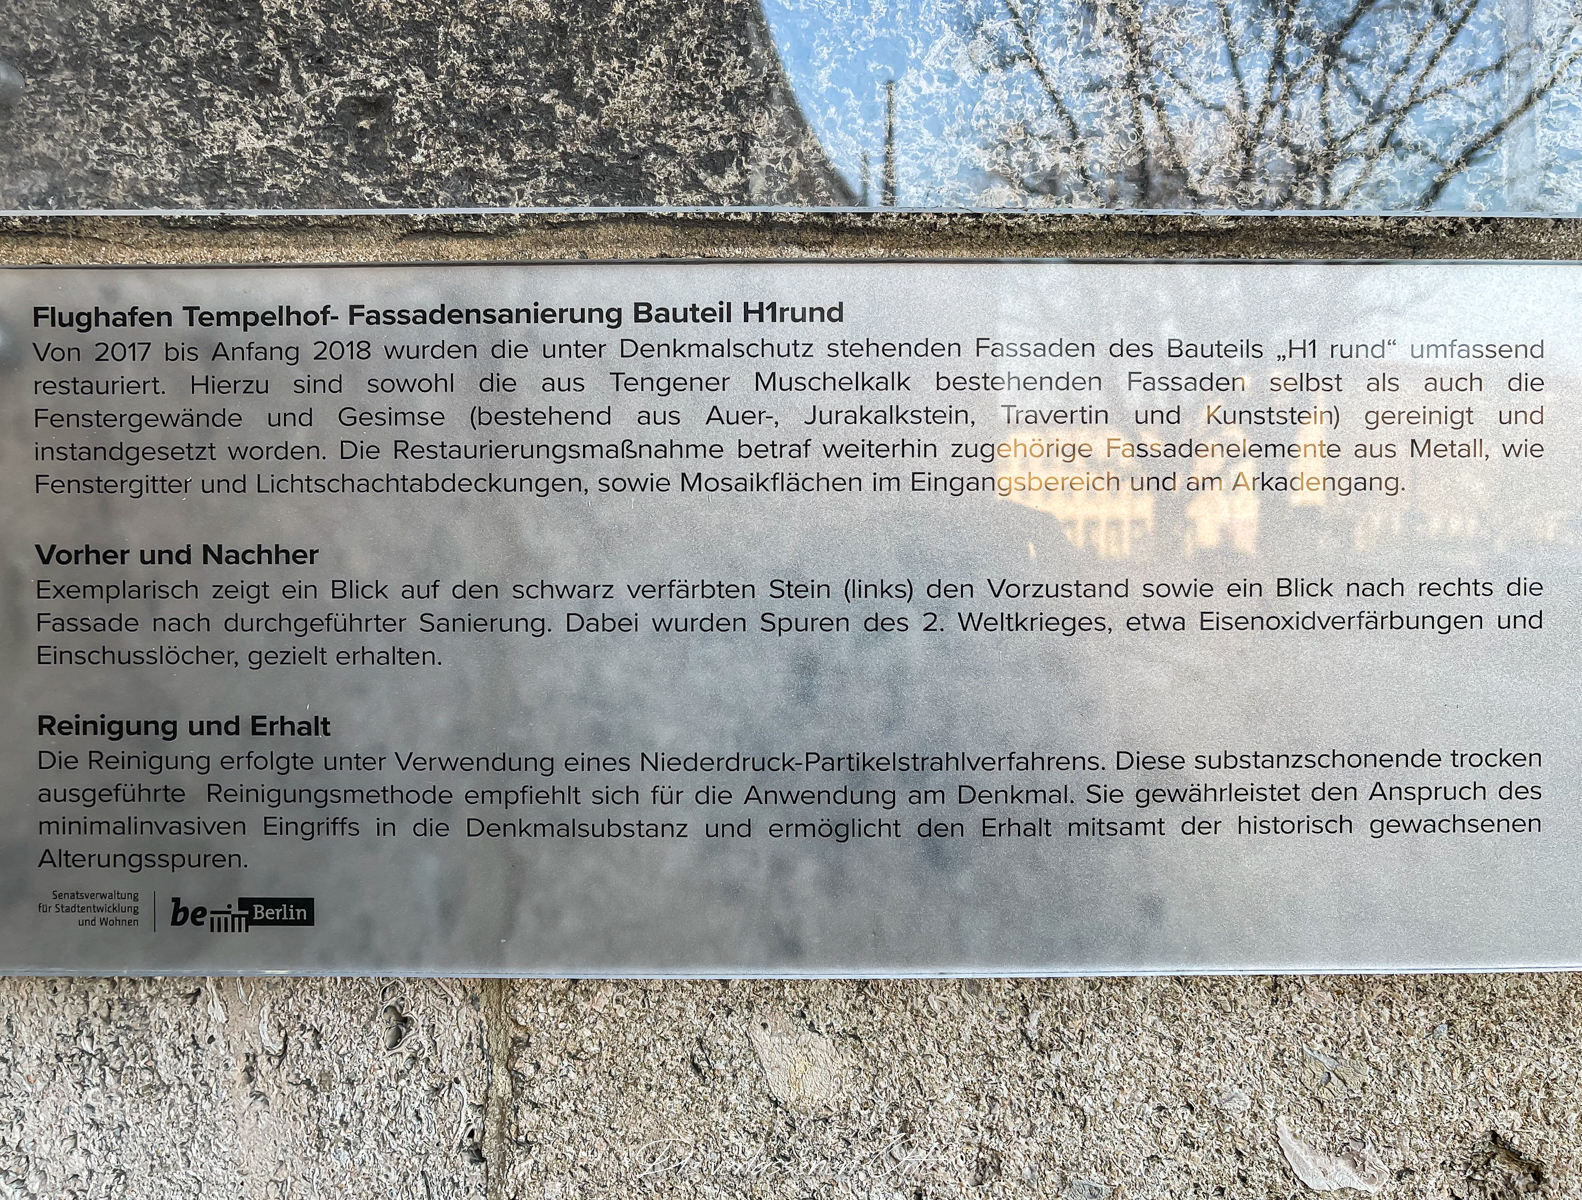 Flughafen Tempelhof- Fassadensanierung Bauteil H1rund
Von 2017 bis Anfang 2018 wurden die unter Denkmalschutz stehenden Fassaden des Bauteils „H1 rund“ umfassend
restauriert. Hierzu sind sowohl die aus Tengener Muschelkalk bestehenden Fassaden selbst als auch die
Fenstergewände und Gesimse (bestehend aus Auer-, Jurakalkstein, Travertin und Kunststein) gereinigt und
instandgesetzt worden. Die Restaurierungsmaßnahme betraf weiterhin zugehörige Fassadenelemente aus Metall, wie
Fenstergitter und Lichtschachtabdeckungen, sowie Mosaikflächen im Eingangsbereich und am Arkadengang.
Vorher und Nachher
Exemplarisch zeigt ein Blick auf den schwarz verfärbten Stein (links) den Vorzustand sowie ein Blick nach rechts die
Fassade nach durchgeführter Sanierung. Dabei wurden Spuren des 2. Weltkrieges, etwa Eisenoxidverfärbungen und
Einschusslöcher, gezielt erhalten.
Reinigung und Erhalt
Die Reinigung erfolgte unter Verwendung eines Niederdruck-Partikelstrahlverfahrens. Diese substanzschonende trocken
ausgeführte Reinigungsmethode empfiehlt sich für die Anwendung am Denkmal. Sie gewährleistet den Anspruch des
minimalinvasiven Eingriffs in die Denkmalsubstanz und ermöglicht den Erhalt mitsamt der historisch gewachsenen
Alterungsspuren.
Senatsverwaltung
für Stadtentwicklung
und Wohnen
be Berlin